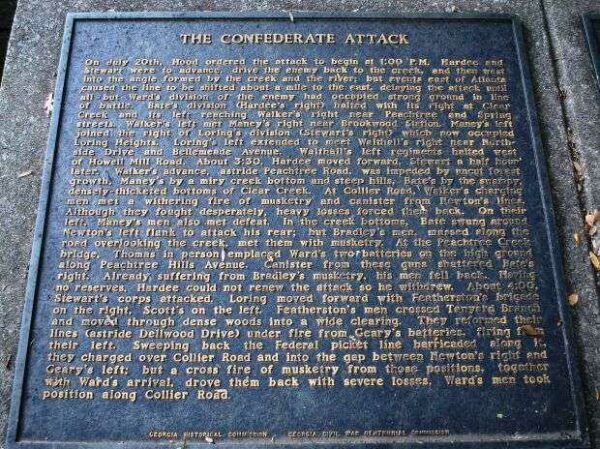 THE CONFEDERATE ATTACK
On July 20th, Hood ordered the attack to begin at 1:00 P.M. Hardee and
Stewart were to advance, drive the enemy back to the creek, and then west
into the angle formed by the creek and the river; but events east of Atlanta
caused the line to be shifted about a mile to the east, delaying the attack until
all but Ward's division of the enemy had occupied strong ground in line
of battle. Bate's division (Hardee's right) halted with its right at Clear
Creek and its left reaching Walker's right near Peachtree and Spring
streets. Walker's left met Maney's right near Brookwood Station. Maney's left
joined the right of Loring's division (Stewart's right) which now occupied
Loring Heights. Loring's left extended to meet Walthall's right near North-
side Drive and Bellemeade Avenue. Walthall's left regiments halted west
of Howell Mill Road. About 3:30, Hardee moved forward, Stewart a half hour
later. Walker's advance, astride Peachtree Road, was impeded by uncut forest
growth, Maney's by a miry creek bottom and steep hills, Bate's by the swampy,
densely-thicketed bottoms of Clear Creek. At Collier Road, Walker's charging
men met a withering fire of musketry and canister from Newton's lines.
Although they fought desperately, heavy losses forced them back. On their
left, Maney's men also met defeat. In the creek bottoms, Bate swung around
Newton's left flank to attack his rear; but Bradley's men, massed along the
road overlooking the creek, met them with musketry. At the Peachtree Creek
bridge, Thomas in person emplaced Ward's two batteries on the high ground
along Peachtree Hills Avenue. Canister from these guns shattered Bate's
right. Already suffering from Bradley's musketry, his men fell back. Having
no reserves, Hardee could not renew the attack so he withdrew. About 4:00,
Stewart's corps attacked. Loring moved forward with Featherston's brigade
on the right, Scott's on the left. Featherston's men crossed Tanyard Branch
and moved through dense woods into a wide clearing. They reformed their
lines (astride Dellwood Drive) under fire from Geary's batteries, firing from
their left. Sweeping back the Federal picket line barricaded along it,
they charged over Collier Road and into the gap between Newton's right and
Geary's left; but a cross fire of musketry from those positions, together
with Ward's arrival, drove them back with severe losses. Ward's men took
position along Collier Road.
GEORGIA HISTORICAL COMMISSION GEORGIA CIVIL WAR CENTENNIAL COMMISSION